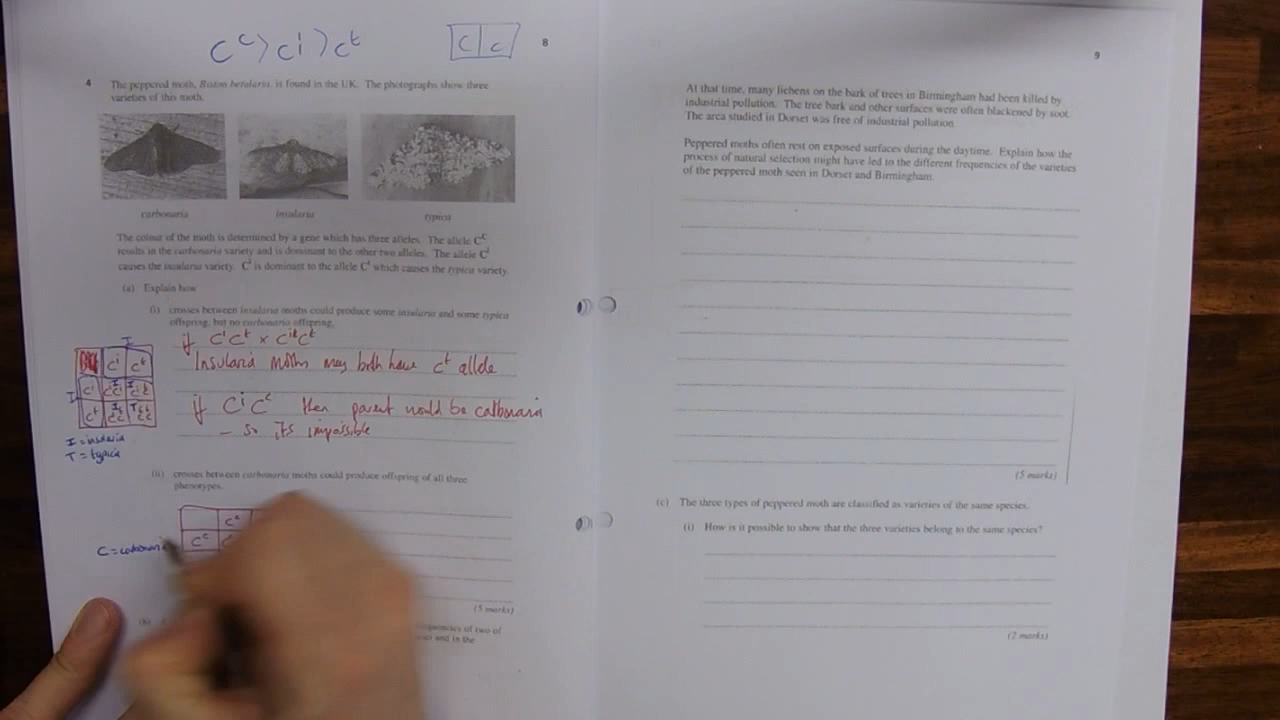 C^C > C^i > C^t
C C
8
4 The peppered moth, Biston betularia, is found in the UK. The photographs show three
varieties of this moth.
carbonaria insularia typica
The colour of the moth is determined by a gene which has three alleles. The allele C^C
results in the carbonaria variety and is dominant to the other two alleles. The allele C^i
causes the insularia variety. C^i is dominant to the allele C^t which causes the typica variety.
(a) Explain how
(i) crosses between insularia moths could produce some insularia and some typica
offspring, but no carbonaria offspring,
if C^i C^t ×
Insularia moths may both have C^t allele
if C^i C^c then parent would be carbonaria
– so its impossible
I
C^i C^t
I C^i
C^t
I = insularia
T = typica
(ii) crosses between carbonaria moths could produce offspring of all three
phenotypes.
C^c
C^c
C = carbonari
(5 marks)
(b)
frequencies of two of
and in the
9
At that time, many lichens on the bark of trees in Birmingham had been killed by
industrial pollution. The tree bark and other surfaces were often blackened by soot.
The area studied in Dorset was free of industrial pollution.
Peppered moths often rest on exposed surfaces during the daytime. Explain how the
process of natural selection might have led to the different frequencies of the varieties
of the peppered moth seen in Dorset and Birmingham.
(5 marks)
(c) The three types of peppered moth are classified as varieties of the same species.
(i) How is it possible to show that the three varieties belong to the same species?
(2 marks)